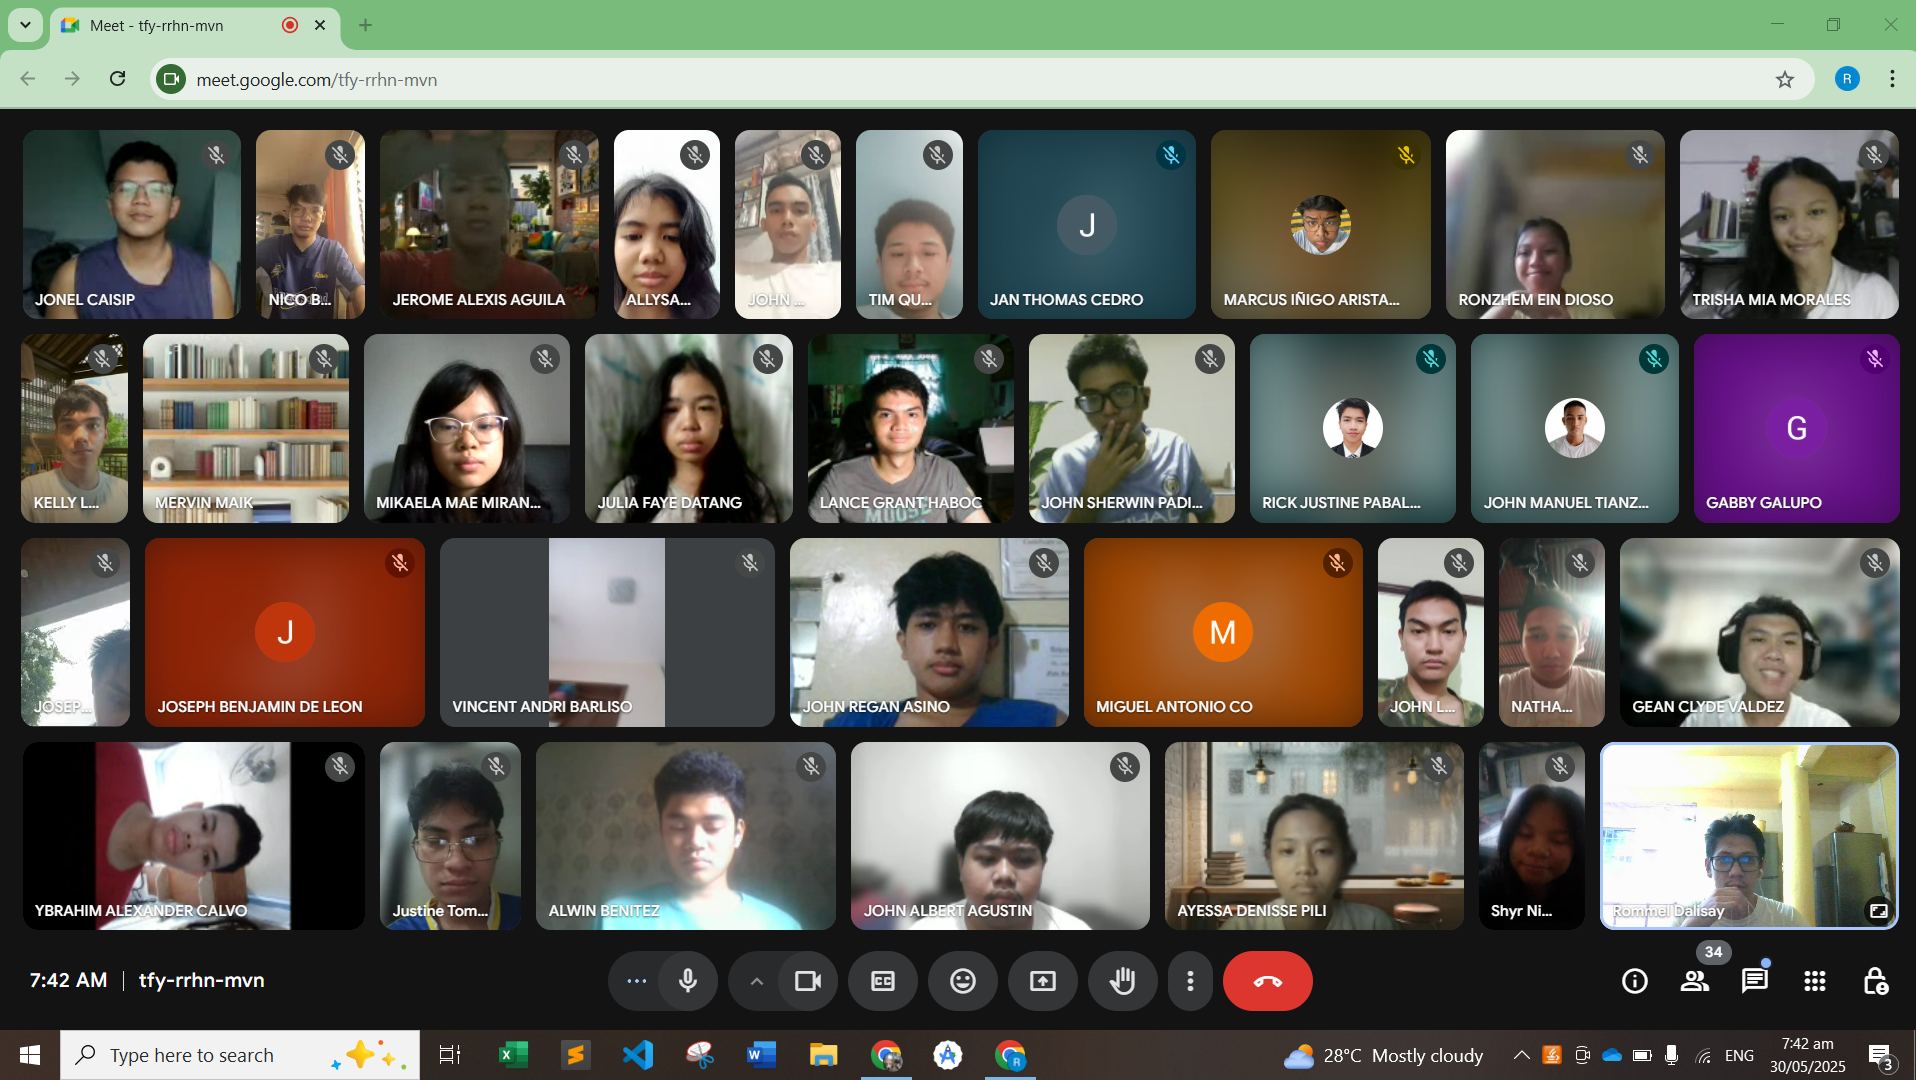 Meet - tfy-rrhn-mvn
meet.google.com/tfy-rrhn-mvn
R
JONEL CAISIP
NICO B...
JEROME ALEXIS AGUILA
ALLYSA...
JOHN ...
TIM QU...
J
JAN THOMAS CEDRO
MARCUS IÑIGO ARISTA...
RONZHEM EIN DIOSO
TRISHA MIA MORALES
KELLY L...
MERVIN MAIK
MIKAELA MAE MIRAN...
JULIA FAYE DATANG
LANCE GRANT HABOC
JOHN SHERWIN PADI...
RICK JUSTINE PABAL...
JOHN MANUEL TIANZ...
G
GABBY GALUPO
JOSEP...
J
JOSEPH BENJAMIN DE LEON
VINCENT ANDRI BARLISO
JOHN REGAN ASINO
M
MIGUEL ANTONIO CO
JOHN L...
NATHA...
GEAN CLYDE VALDEZ
YBRAHIM ALEXANDER CALVO
Justine Tom...
ALWIN BENITEZ
JOHN ALBERT AGUSTIN
AYESSA DENISSE PILI
Shyr Ni...
Rommel Dalisay
7:42 AM | tfy-rrhn-mvn
CC
34
Type here to search
28°C Mostly cloudy
ENG
7:42 am
30/05/2025
3